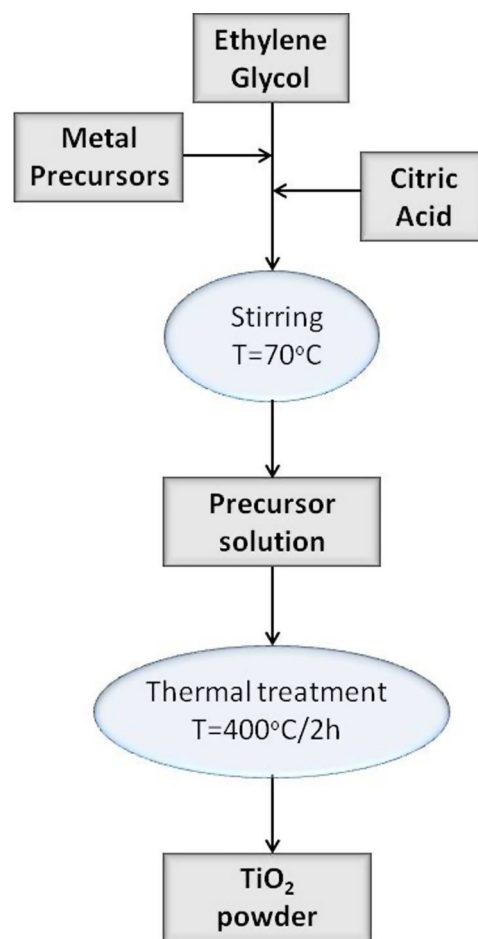 Ethylene
Glycol
Metal
Precursors
Citric
Acid
Stirring
T=70°C
Precursor
solution
Thermal treatment
T=400°C/2h
TiO₂
powder